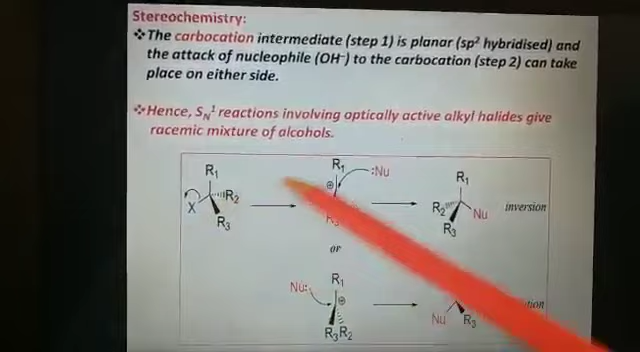 Stereochemistry:
❖The carbocation intermediate (step 1) is planar (sp² hybridised) and
the attack of nucleophile (OH⁻) to the carbocation (step 2) can take
place on either side.
❖Hence, SN¹ reactions involving optically active alkyl halides give
racemic mixture of alcohols.
R₁
R₁
:Nu
R₁
X
R₂
⊕
R₂
Nu
inversion
R₃
R₃
R₃
or
Nu:
R₁
⊕
R₃R₂
Nu
R₃